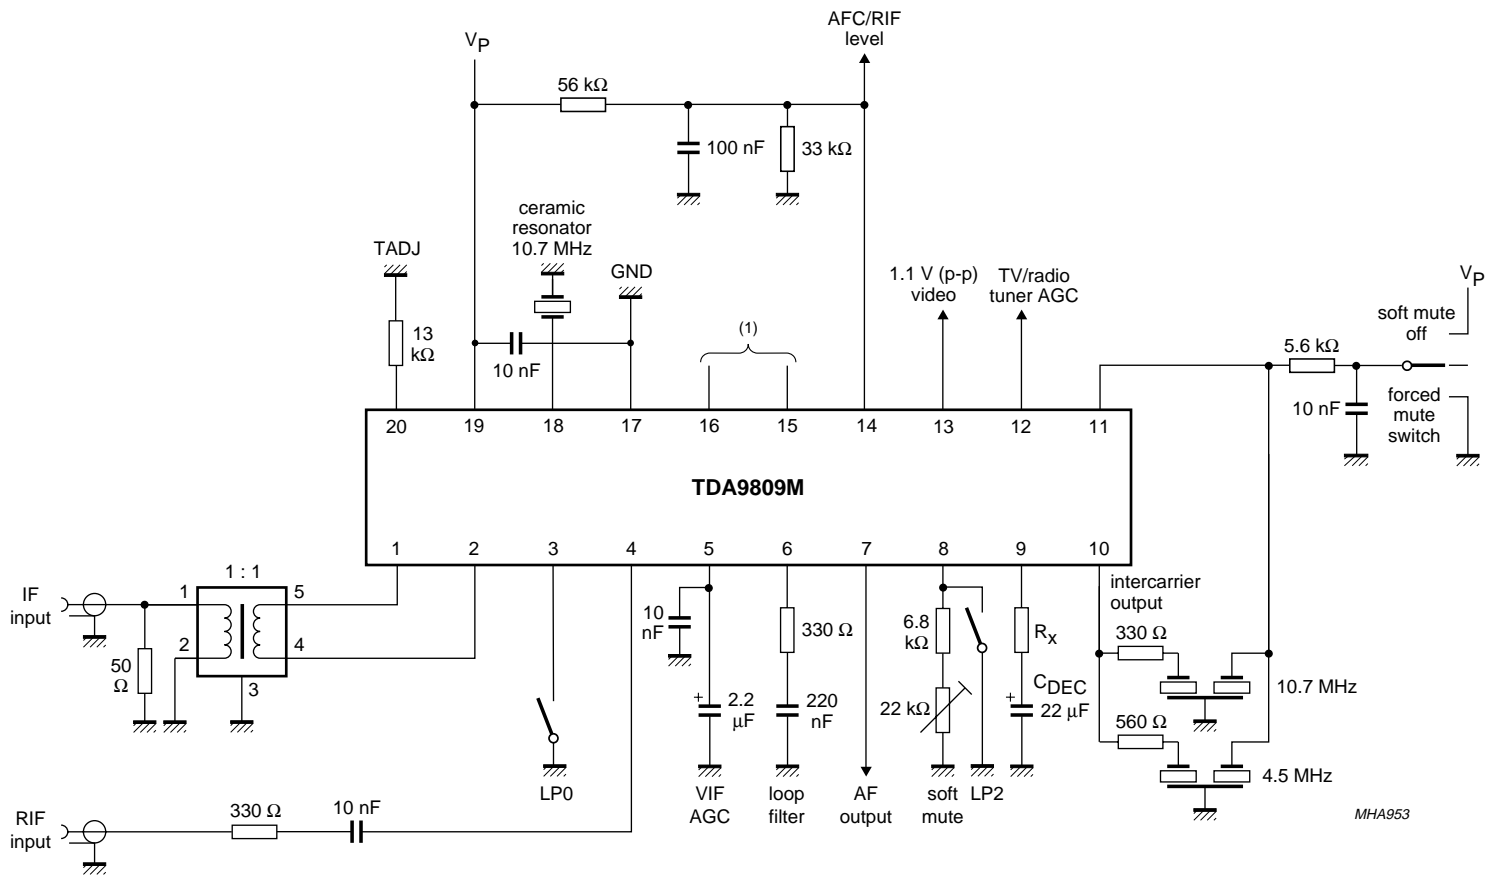 AFC/RIF
level
VP
56 kΩ
100 nF
33 kΩ
ceramic
resonator
10.7 MHz
TADJ
GND
1.1 V (p-p)
video
TV/radio
tuner AGC
VP
soft mute
off
13
kΩ
10 nF
(1)
5.6 kΩ
10 nF
forced
mute
switch
20
19
18
17
16
15
14
13
12
11
TDA9809M
1
2
3
4
5
6
7
8
9
10
IF
input
1 : 1
1
5
2
4
3
50
Ω
10
nF
330 Ω
6.8
kΩ
RX
intercarrier
output
330 Ω
10.7 MHz
2.2
μF
220
nF
22 kΩ
CDEC
22 μF
560 Ω
4.5 MHz
+
+
LP0
VIF
AGC
loop
filter
AF
output
soft
mute
LP2
RIF
input
330 Ω
10 nF
MHA953